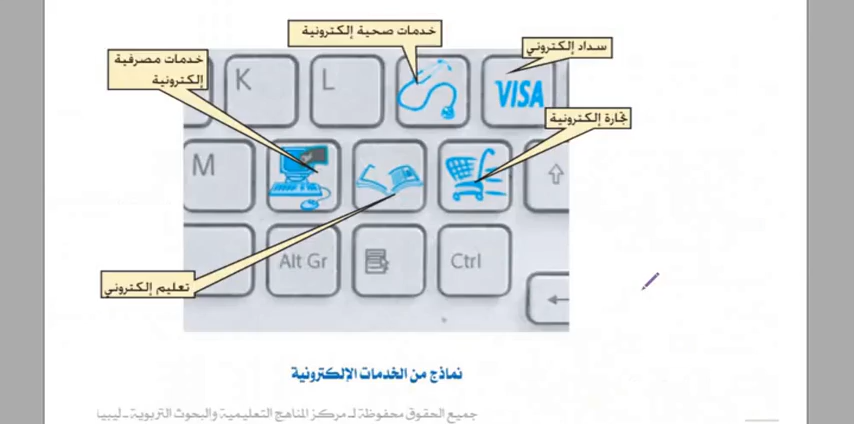 خدمات صحية إلكترونية
سداد إلكتروني
خدمات مصرفية
إلكترونية
K
L
VISA
تجارة إلكترونية
M
Alt Gr
Ctrl
تعليم إلكتروني
نماذج من الخدمات الإلكترونية
جميع الحقوق محفوظة لـ مركز المناهج التعليمية والبحوث التربوية - ليبيا